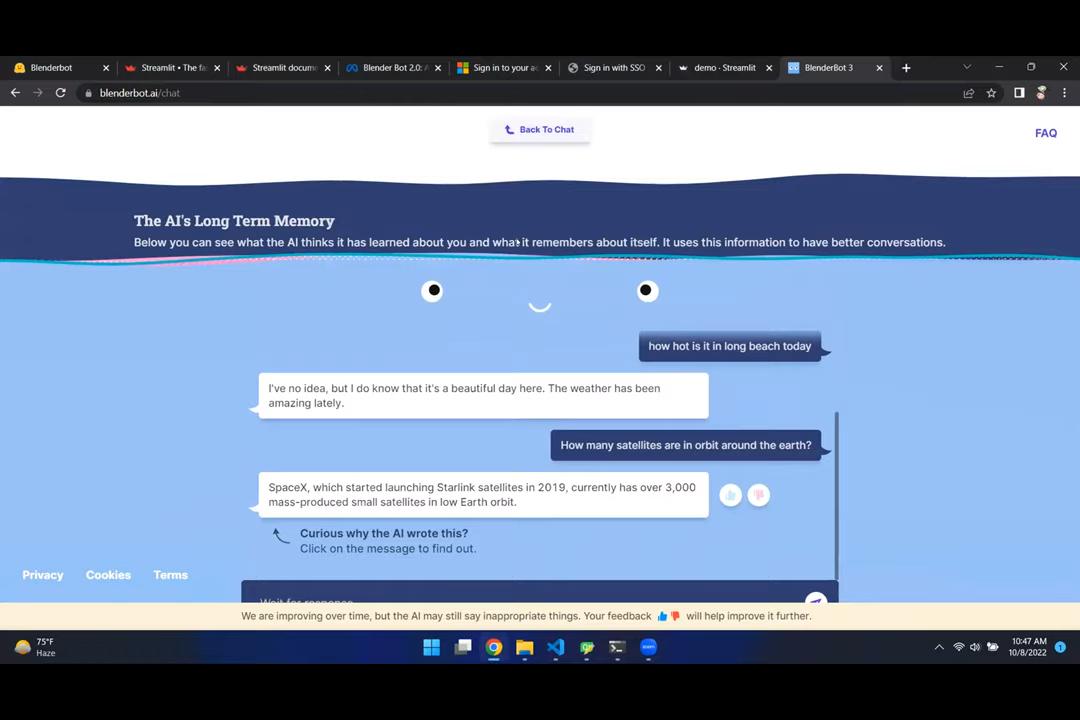 Blenderbot
Streamlit • The fa
Streamlit docum
Blender Bot 2.0: A
Sign in to your ac
Sign in with SSO
demo · Streamlit
BlenderBot 3
blenderbot.ai/chat
Back To Chat
FAQ
The AI's Long Term Memory
Below you can see what the AI thinks it has learned about you and what it remembers about itself. It uses this information to have better conversations.
how hot is it in long beach today
I've no idea, but I do know that it's a beautiful day here. The weather has been
amazing lately.
How many satellites are in orbit around the earth?
SpaceX, which started launching Starlink satellites in 2019, currently has over 3,000
mass-produced small satellites in low Earth orbit.
Curious why the AI wrote this?
Click on the message to find out.
Privacy Cookies Terms
Wait for response
We are improving over time, but the AI may still say inappropriate things. Your feedback will help improve it further.
75°F
Haze
zoom
10:47 AM
10/8/2022
1